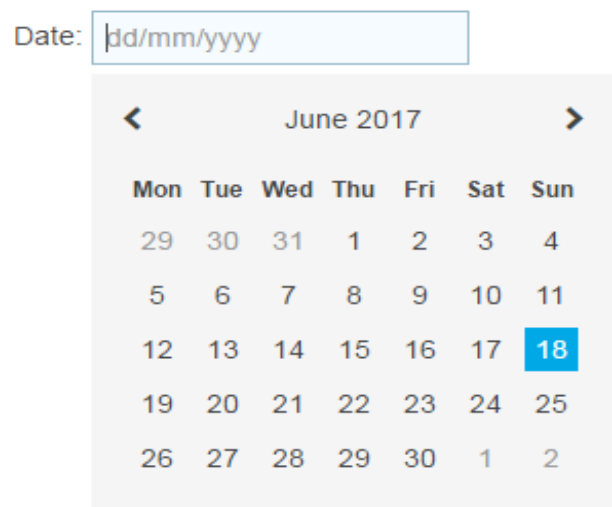 Date: dd/mm/yyyy
June 2017
Mon Tue Wed Thu Fri Sat Sun
29 30 31 1 2 3 4
5 6 7 8 9 10 11
12 13 14 15 16 17 18
19 20 21 22 23 24 25
26 27 28 29 30 1 2